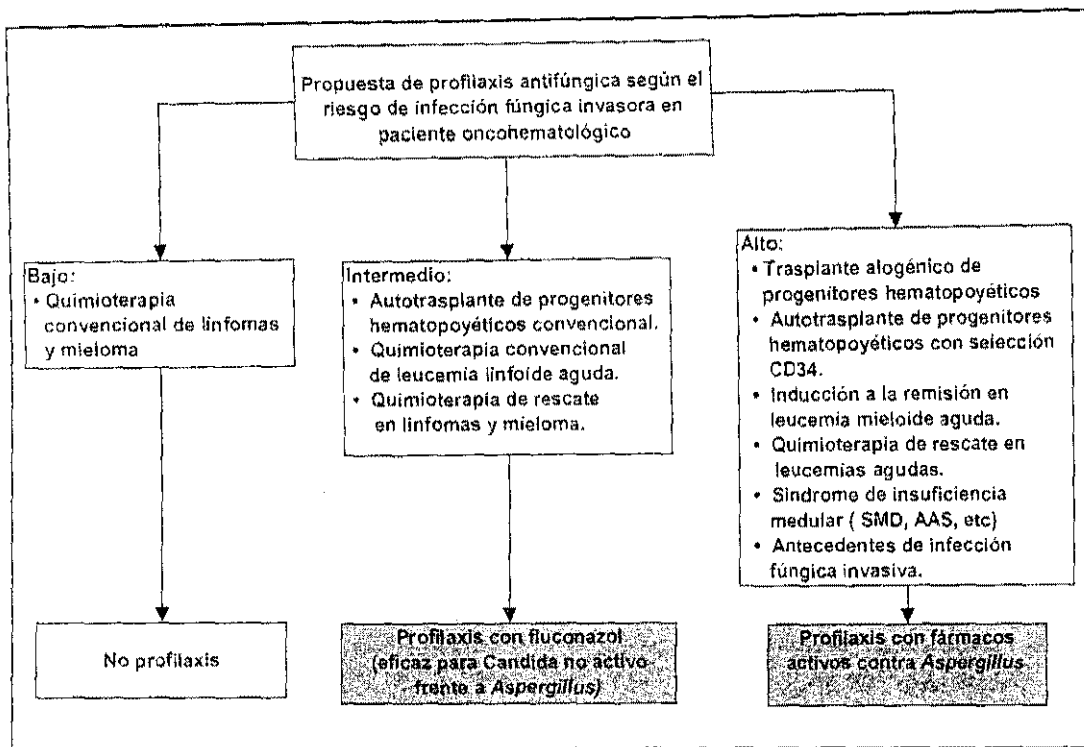 Propuesta de profilaxis antifúngica según el
riesgo de infección fúngica invasora en
paciente oncohematológico
Bajo:
• Quimioterapia
convencional de linfomas
y mieloma
Intermedio:
• Autotrasplante de progenitores
hematopoyéticos convencional.
• Quimioterapia convencional
de leucemia linfoide aguda.
• Quimioterapia de rescate
en linfomas y mieloma.
Alto:
• Trasplante alogénico de
progenitores hematopoyéticos
• Autotrasplante de progenitores
hematopoyéticos con selección
CD34.
• Inducción a la remisión en
leucemia mieloide aguda.
• Quimioterapia de rescate en
leucemias agudas.
• Síndrome de insuficiencia
medular ( SMD, AAS, etc)
• Antecedentes de infección
fúngica invasiva.
No profilaxis
Profilaxis con fluconazol
(eficaz para Candida no activo
frente a Aspergillus)
Profilaxis con fármacos
activos contra Aspergillus